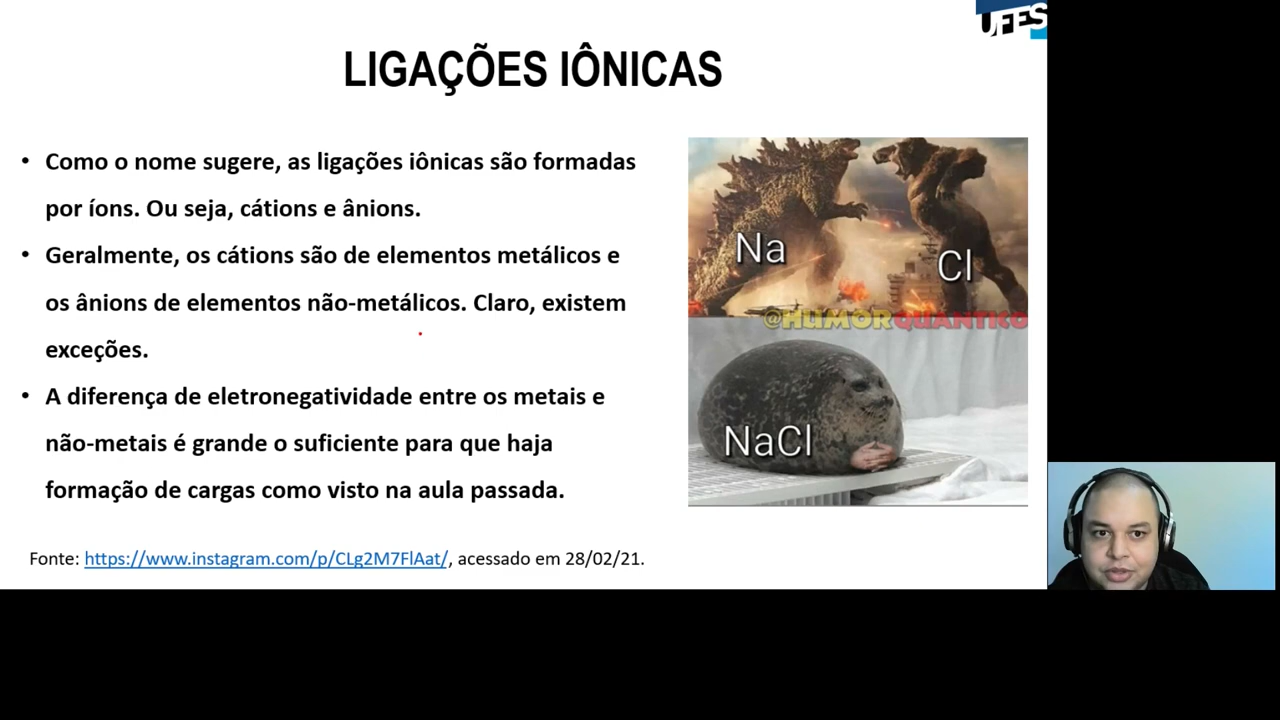 UFES
LIGAÇÕES IÔNICAS
• Como o nome sugere, as ligações iônicas são formadas
por íons. Ou seja, cátions e ânions.
• Geralmente, os cátions são de elementos metálicos e
os ânions de elementos não-metálicos. Claro, existem
exceções.
• A diferença de eletronegatividade entre os metais e
não-metais é grande o suficiente para que haja
formação de cargas como visto na aula passada.
Na
Cl
@HUMORQUANTICO
NaCl
Fonte: https://www.instagram.com/p/CLg2M7FlAat/, acessado em 28/02/21.